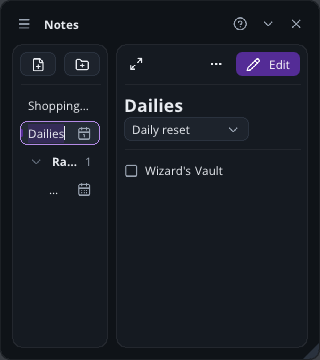 Notes
Edit
Shopping...
Dailies
Ra... 1
...
Dailies
Daily reset
Wizard's Vault